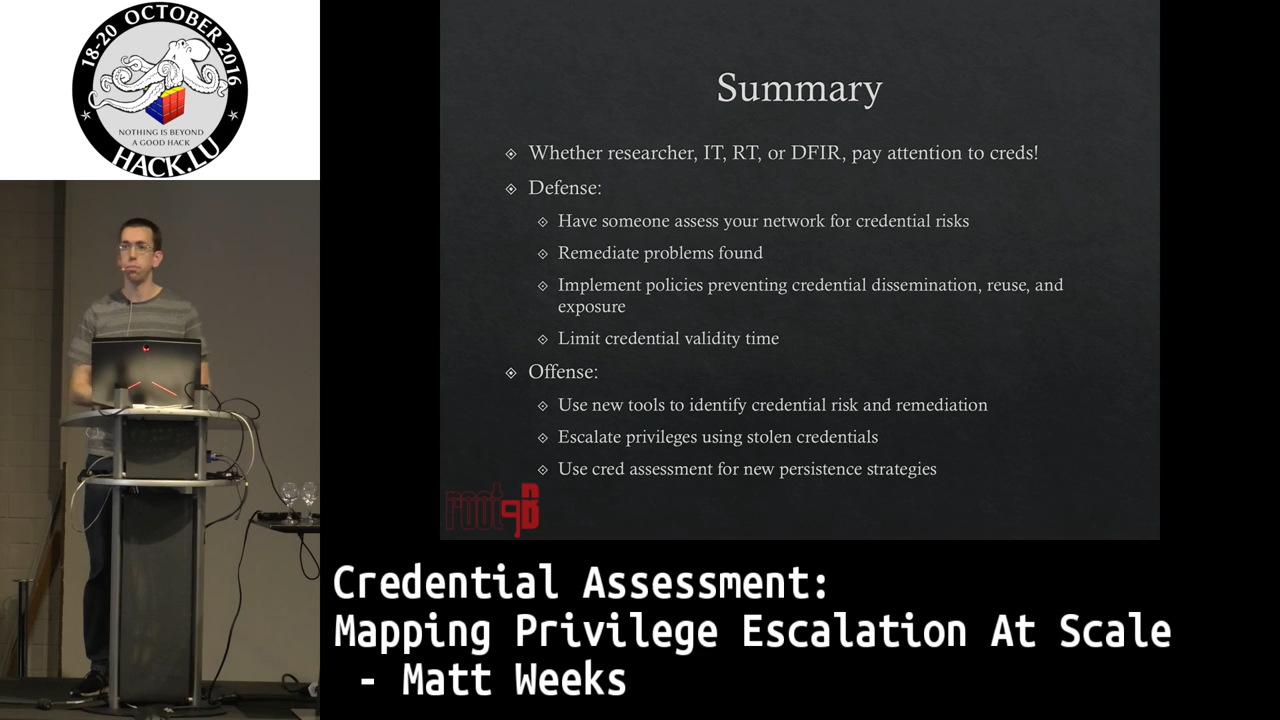 18-20 OCTOBER 2016
NOTHING IS BEYOND
A GOOD HACK
HACK.LU
Summary
Whether researcher, IT, RT, or DFIR, pay attention to creds!
Defense:
Have someone assess your network for credential risks
Remediate problems found
Implement policies preventing credential dissemination, reuse, and
exposure
Limit credential validity time
Offense:
Use new tools to identify credential risk and remediation
Escalate privileges using stolen credentials
Use cred assessment for new persistence strategies
root9B
Credential Assessment:
Mapping Privilege Escalation At Scale
- Matt Weeks